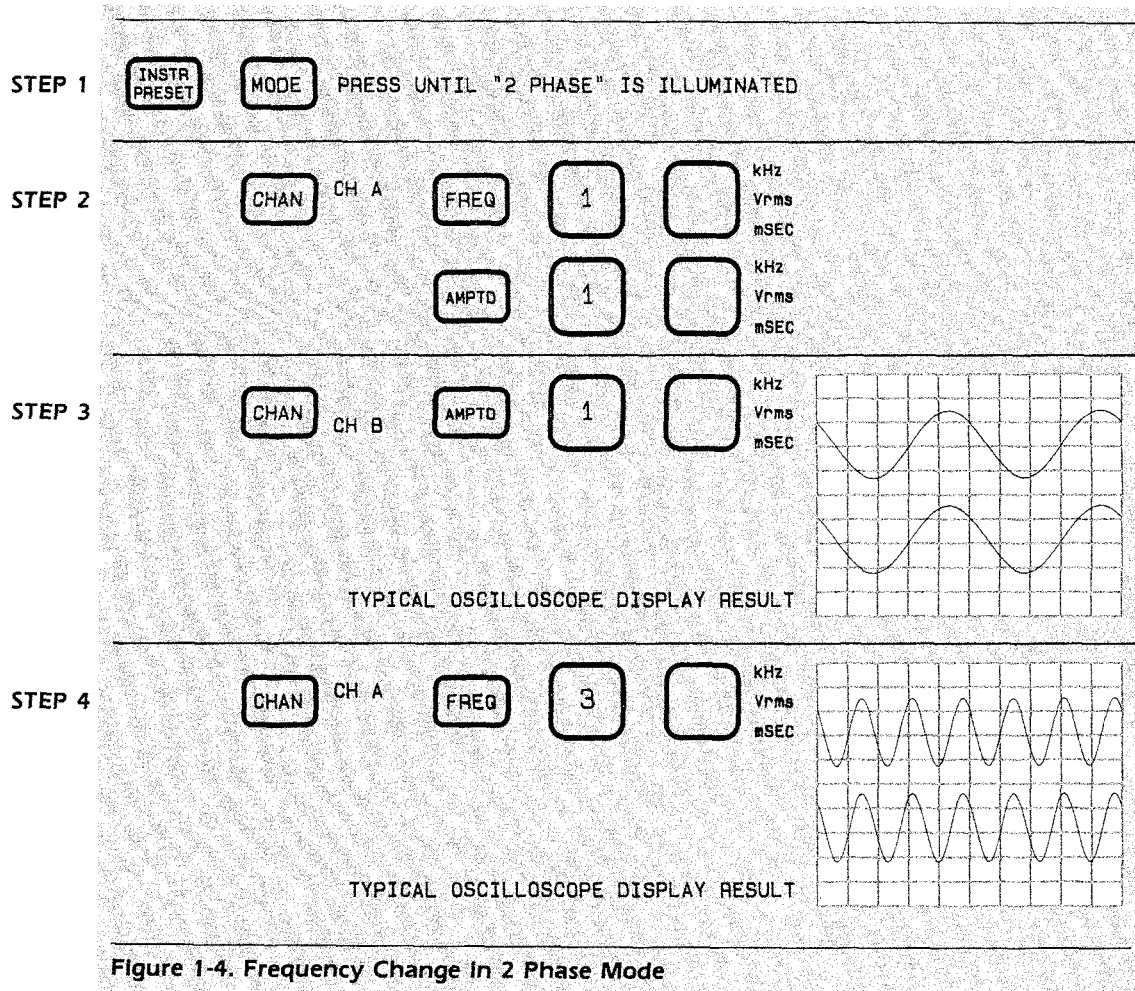 STEP 1
INSTR
PRESET
MODE
PRESS UNTIL "2 PHASE" IS ILLUMINATED
STEP 2
CHAN
CH A
FREQ
1
kHz
Vrms
mSEC
AMPTD
1
kHz
Vrms
mSEC
STEP 3
CHAN
CH B
AMPTD
1
kHz
Vrms
mSEC
TYPICAL OSCILLOSCOPE DISPLAY RESULT
STEP 4
CHAN
CH A
FREQ
3
kHz
Vrms
mSEC
TYPICAL OSCILLOSCOPE DISPLAY RESULT
Figure 1-4. Frequency Change in 2 Phase Mode